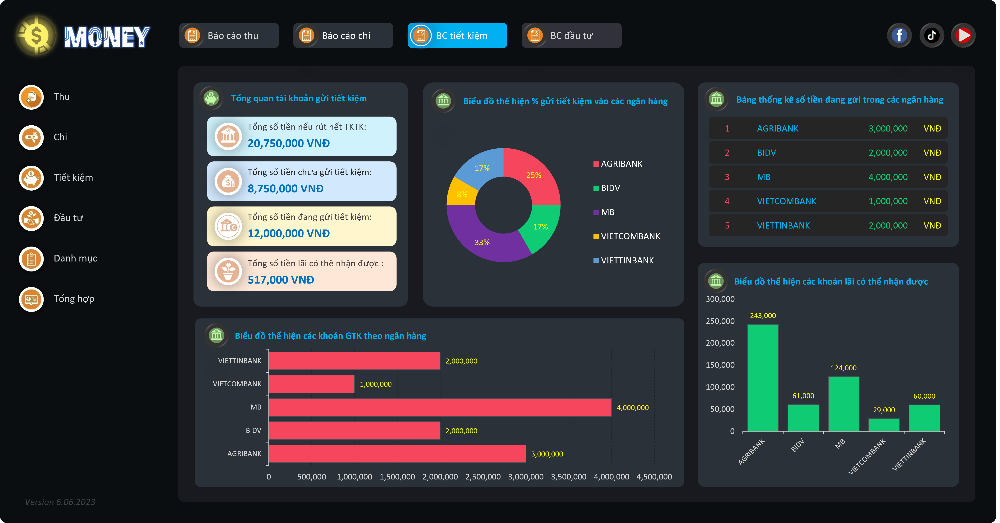 MONEY
Báo cáo thu
Báo cáo chi
BC tiết kiệm
BC đầu tư
Thu
Chi
BUY
Tiết kiệm
Đầu tư
Danh mục
Tổng hợp
Version 6.06.2023
Tổng quan tài khoản gửi tiết kiệm
Tổng số tiền nếu rút hết TKTK:
20,750,000 VNĐ
Tổng số tiền chưa gửi tiết kiệm:
8,750,000 VNĐ
Tổng số tiền đang gửi tiết kiệm:
12,000,000 VNĐ
BANK
Tổng số tiền lãi có thể nhận được :
517,000 VNĐ
Biểu đồ thể hiện % gửi tiết kiệm vào các ngân hàng
25%
17%
33%
8%
17%
AGRIBANK
BIDV
MB
VIETCOMBANK
VIETTINBANK
Bảng thống kê số tiền đang gửi trong các ngân hàng
1 AGRIBANK 3,000,000 VNĐ
2 BIDV 2,000,000 VNĐ
3 MB 4,000,000 VNĐ
4 VIETCOMBANK 1,000,000 VNĐ
5 VIETTINBANK 2,000,000 VNĐ
Biểu đồ thể hiện các khoản GTK theo ngân hàng
VIETTINBANK 2,000,000
VIETCOMBANK 1,000,000
MB 4,000,000
BIDV 2,000,000
AGRIBANK 3,000,000
0 500,000 1,000,000 1,500,000 2,000,000 2,500,000 3,000,000 3,500,000 4,000,000 4,500,000
Biểu đồ thể hiện các khoản lãi có thể nhận được
300,000
250,000
200,000
150,000
100,000
50,000
0
243,000
61,000
124,000
29,000
60,000
AGRIBANK
BIDV
MB
VIETCOMBANK
VIETTINBANK